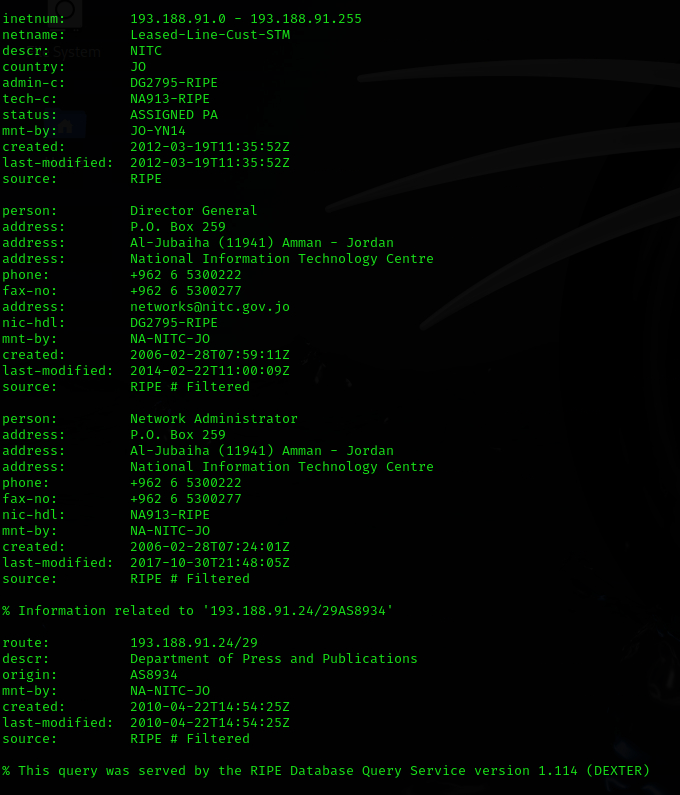 inetnum:        193.188.91.0 - 193.188.91.255
netname:        Leased-Line-Cust-STM
descr:          NITC
country:        JO
admin-c:        DG2795-RIPE
tech-c:         NA913-RIPE
status:         ASSIGNED PA
mnt-by:         JO-YN14
created:        2012-03-19T11:35:52Z
last-modified:  2012-03-19T11:35:52Z
source:         RIPE

person:         Director General
address:        P.O. Box 259
address:        Al-Jubaiha (11941) Amman - Jordan
address:        National Information Technology Centre
phone:          +962 6 5300222
fax-no:         +962 6 5300277
address:        networks@nitc.gov.jo
nic-hdl:        DG2795-RIPE
mnt-by:         NA-NITC-JO
created:        2006-02-28T07:59:11Z
last-modified:  2014-02-22T11:00:09Z
source:         RIPE # Filtered

person:         Network Administrator
address:        P.O. Box 259
address:        Al-Jubaiha (11941) Amman - Jordan
address:        National Information Technology Centre
phone:          +962 6 5300222
fax-no:         +962 6 5300277
nic-hdl:        NA913-RIPE
mnt-by:         NA-NITC-JO
created:        2006-02-28T07:24:01Z
last-modified:  2017-10-30T21:48:05Z
source:         RIPE # Filtered

% Information related to '193.188.91.24/29AS8934'

route:          193.188.91.24/29
descr:          Department of Press and Publications
origin:         AS8934
mnt-by:         NA-NITC-JO
created:        2010-04-22T14:54:25Z
last-modified:  2010-04-22T14:54:25Z
source:         RIPE # Filtered

% This query was served by the RIPE Database Query Service version 1.114 (DEXTER)
System